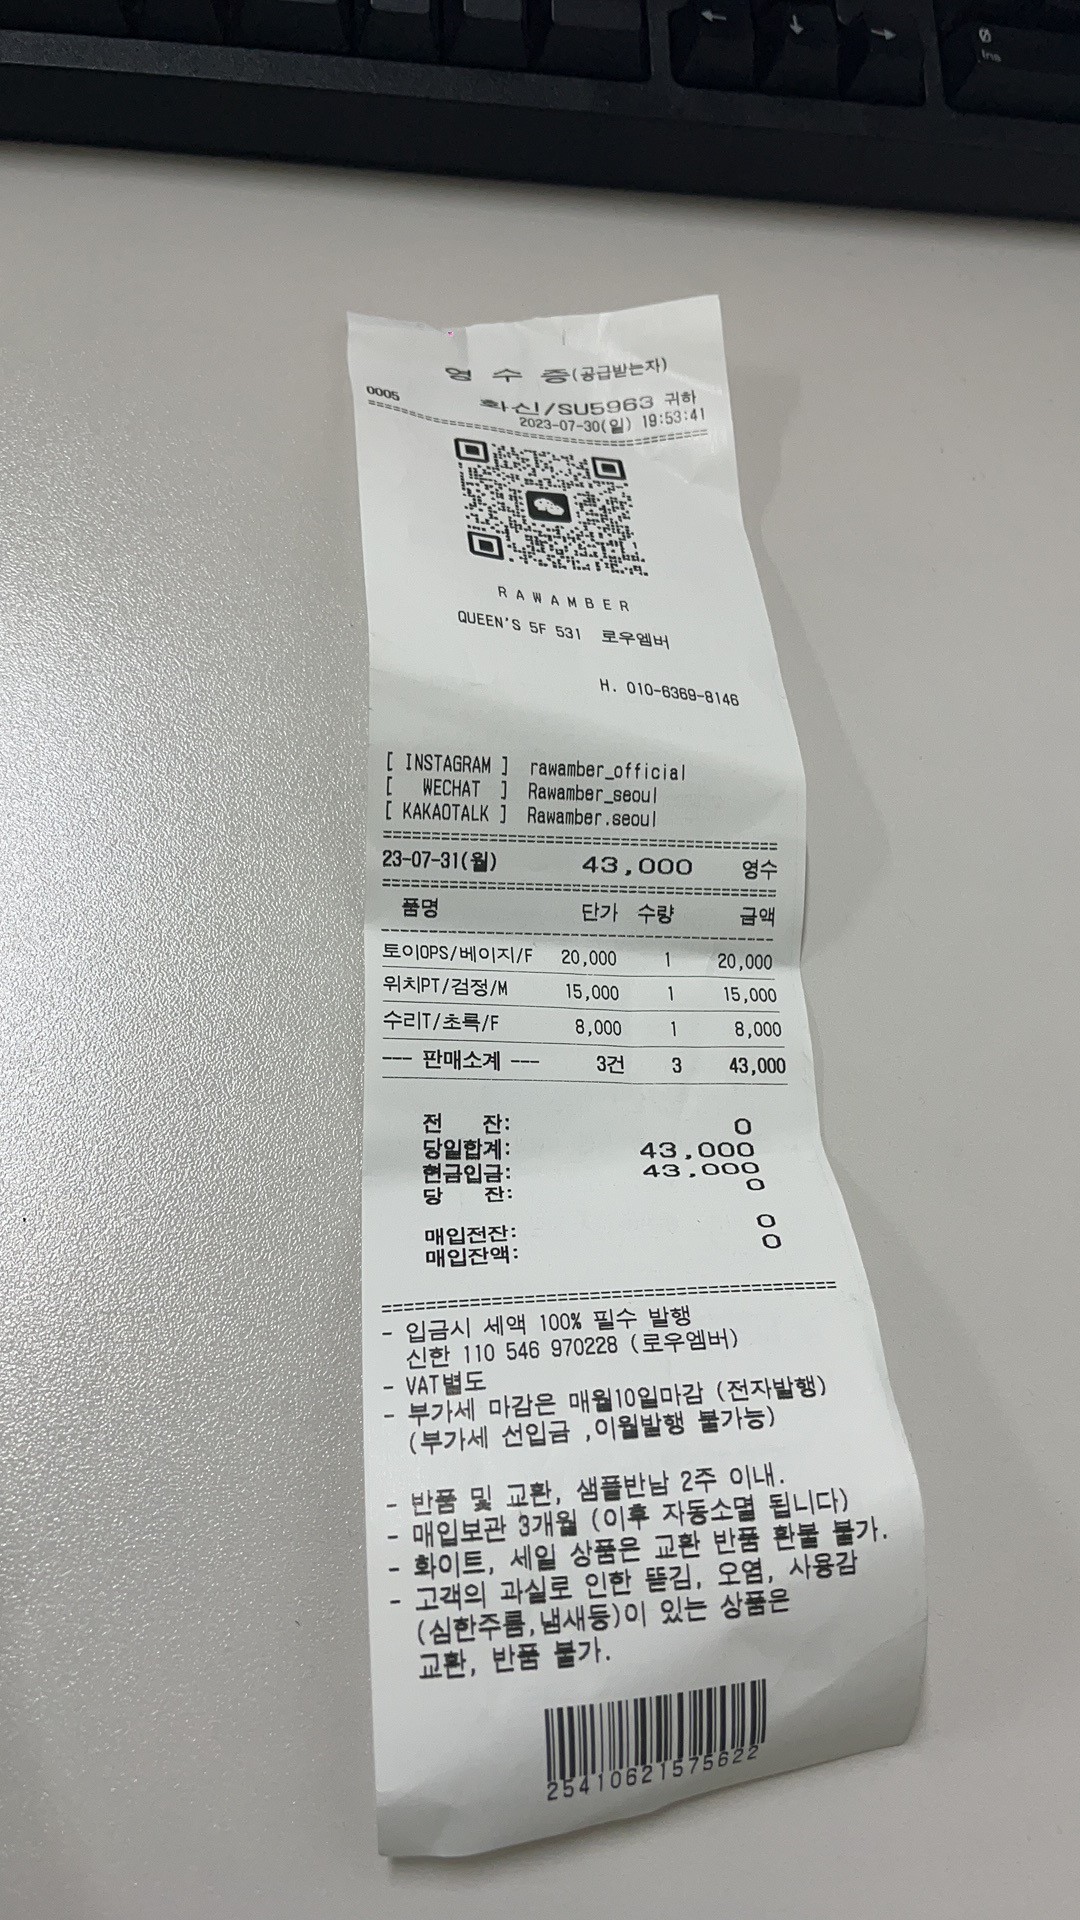 0
Ins
영 수 증(공급받는자)
0005
확신/SU5963 귀하
2023-07-30(일) 19:53:41
RAWAMBER
QUEEN'S 5F 531 로우엠버
H. 010-6369-8146
[ INSTAGRAM ] rawamber_official
[ WECHAT ] Rawamber_seoul
[ KAKAOTALK ] Rawamber.seoul
23-07-31(월) 43,000 영수
품명 단가 수량 금액
토이OPS/베이지/F 20,000 1 20,000
위치PT/검정/M 15,000 1 15,000
수리T/초록/F 8,000 1 8,000
--- 판매소계 --- 3건 3 43,000
전 잔: 0
당일합계: 43,000
현금입금: 43,000
당 잔: 0
매입전잔: 0
매입잔액: 0
- 입금시 세액 100% 필수 발행
신한 110 546 970228 (로우엠버)
- VAT별도
- 부가세 마감은 매월10일마감 (전자발행)
(부가세 선입금 ,이월발행 불가능)
- 반품 및 교환, 샘플반납 2주 이내.
- 매입보관 3개월 (이후 자동소멸 됩니다)
- 화이트, 세일 상품은 교환 반품 환불 불가.
- 고객의 과실로 인한 뜯김, 오염, 사용감
(심한주름,냄새등)이 있는 상품은
교환, 반품 불가.
25410621575622